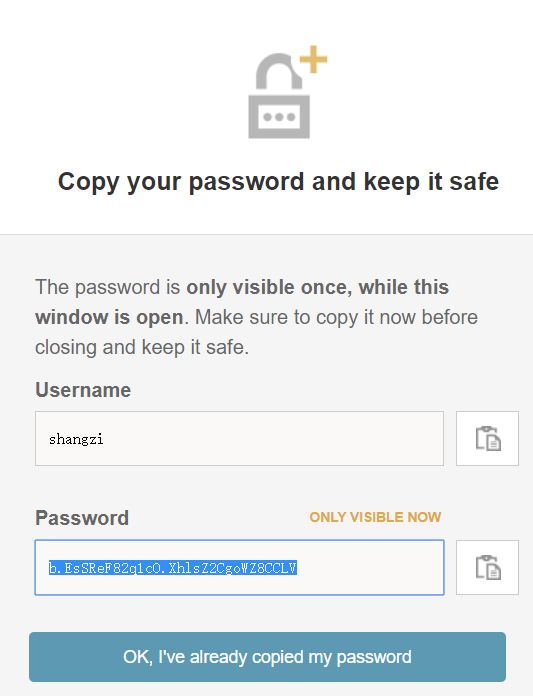 Copy your password and keep it safe
The password is only visible once, while this
window is open. Make sure to copy it now before
closing and keep it safe.
Username
shangzi
Password
ONLY VISIBLE NOW
b.EsSReF82q1cO.XhlsZ2CgoWZ8CCLV
OK, I've already copied my password